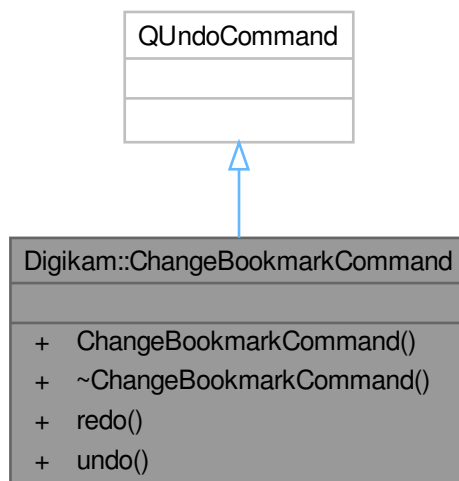 QUndoCommand
Digikam::ChangeBookmarkCommand
+ ChangeBookmarkCommand()
+ ~ChangeBookmarkCommand()
+ redo()
+ undo()